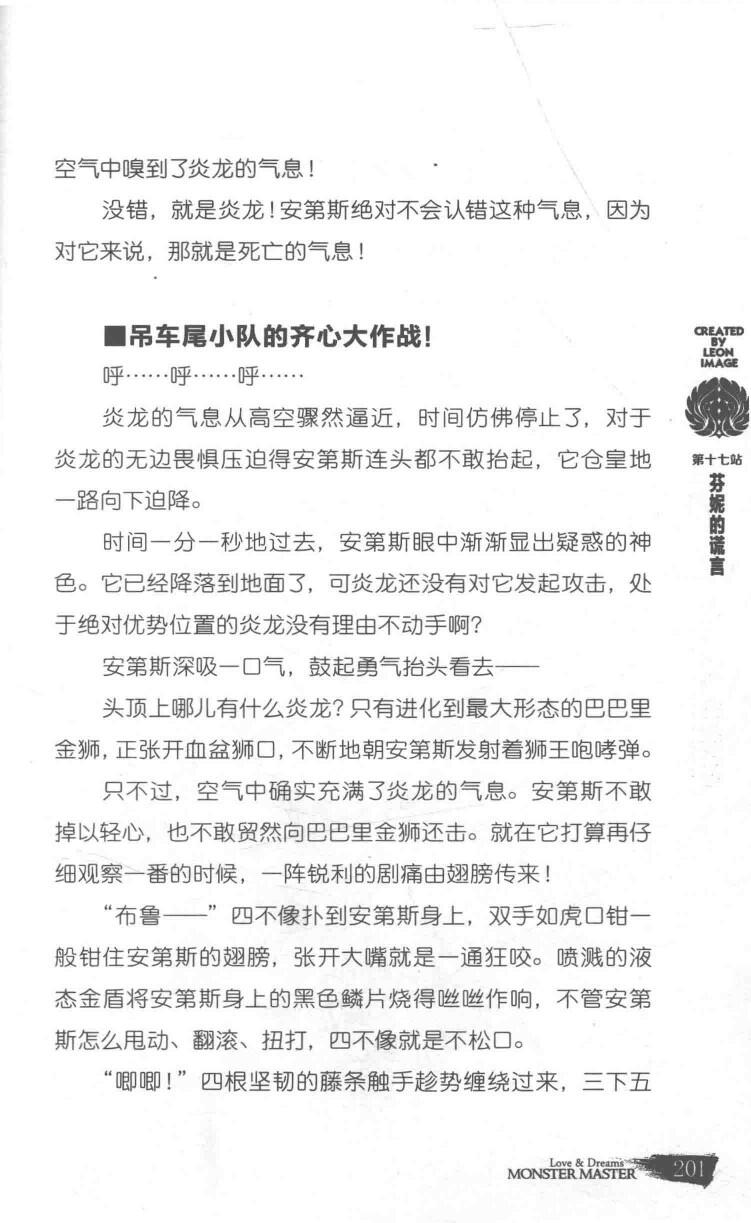 空气中嗅到了炎龙的气息！
没错，就是炎龙！安第斯绝对不会认错这种气息，因为
对它来说，那就是死亡的气息！
■吊车尾小队的齐心大作战！
呼……呼……呼……
炎龙的气息从高空骤然逼近，时间仿佛停止了，对于
炎龙的无边畏惧压迫得安第斯连头都不敢抬起，它仓皇地
一路向下迫降。
时间一分一秒地过去，安第斯眼中渐渐显出疑惑的神
色。它已经降落到地面了，可炎龙还没有对它发起攻击，处
于绝对优势位置的炎龙没有理由不动手啊？
安第斯深吸一口气，鼓起勇气抬头看去——
头顶上哪儿有什么炎龙？只有进化到最大形态的巴巴里
金狮，正张开血盆狮口，不断地朝安第斯发射着狮王咆哮弹。
只不过，空气中确实充满了炎龙的气息。安第斯不敢
掉以轻心，也不敢贸然向巴巴里金狮还击。就在它打算再仔
细观察一番的时候，一阵锐利的剧痛由翅膀传来！
“布鲁——”四不像扑到安第斯身上，双手如虎口钳一
般钳住安第斯的翅膀，张开大嘴就是一通狂咬。喷溅的液
态金盾将安第斯身上的黑色鳞片烧得咝咝作响，不管安第
斯怎么甩动、翻滚、扭打，四不像就是不松口。
“唧唧！”四根坚韧的藤条触手趁势缠绕过来，三下五
CREATED
BY
LEON
IMAGE
第十七站
芬妮的谎言
Love & Dreams
MONSTER MASTER
201